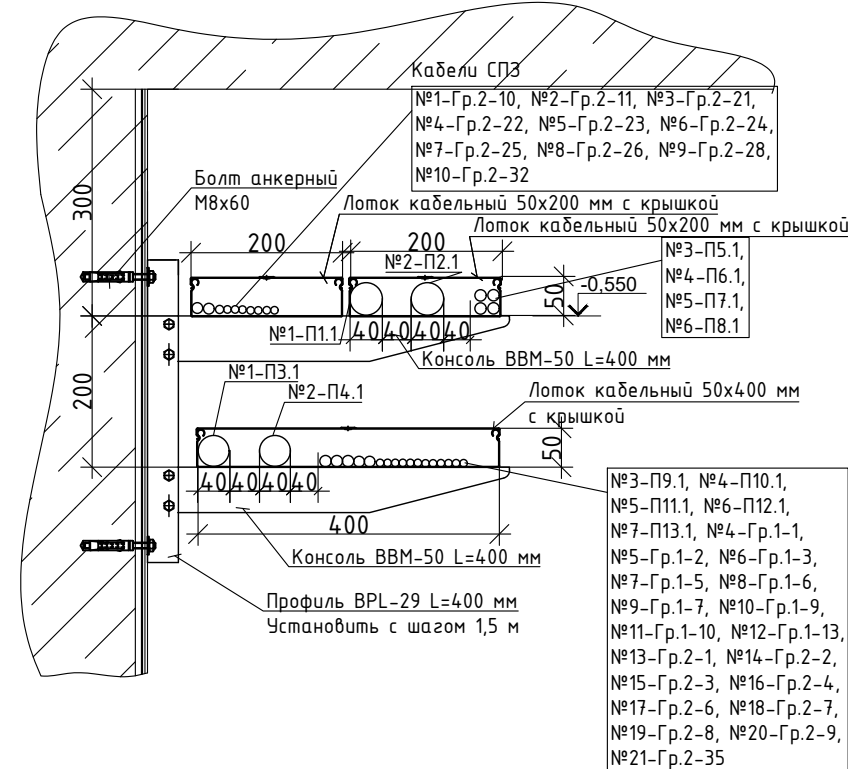 Кабели СПЗ
№1-Гр.2-10, №2-Гр.2-11, №3-Гр.2-21,
№4-Гр.2-22, №5-Гр.2-23, №6-Гр.2-24,
№7-Гр.2-25, №8-Гр.2-26, №9-Гр.2-28,
№10-Гр.2-32
Болт анкерный
М8х60
Лоток кабельный 50х200 мм с крышкой
Лоток кабельный 50х200 мм с крышкой
300
200
200
№2-П2.1
№3-П5.1,
№4-П6.1,
№5-П7.1,
№6-П8.1
-0,550
50
№1-П1.1
40
40
40
40
Консоль ВВМ-50 L=400 мм
200
№1-П3.1
№2-П4.1
Лоток кабельный 50х400 мм
с крышкой
50
40
40
40
40
400
Консоль ВВМ-50 L=400 мм
Профиль BPL-29 L=400 мм
Установить с шагом 1,5 м
№3-П9.1, №4-П10.1,
№5-П11.1, №6-П12.1,
№7-П13.1, №4-Гр.1-1,
№5-Гр.1-2, №6-Гр.1-3,
№7-Гр.1-5, №8-Гр.1-6,
№9-Гр.1-7, №10-Гр.1-9,
№11-Гр.1-10, №12-Гр.1-13,
№13-Гр.2-1, №14-Гр.2-2,
№15-Гр.2-3, №16-Гр.2-4,
№17-Гр.2-6, №18-Гр.2-7,
№19-Гр.2-8, №20-Гр.2-9,
№21-Гр.2-35